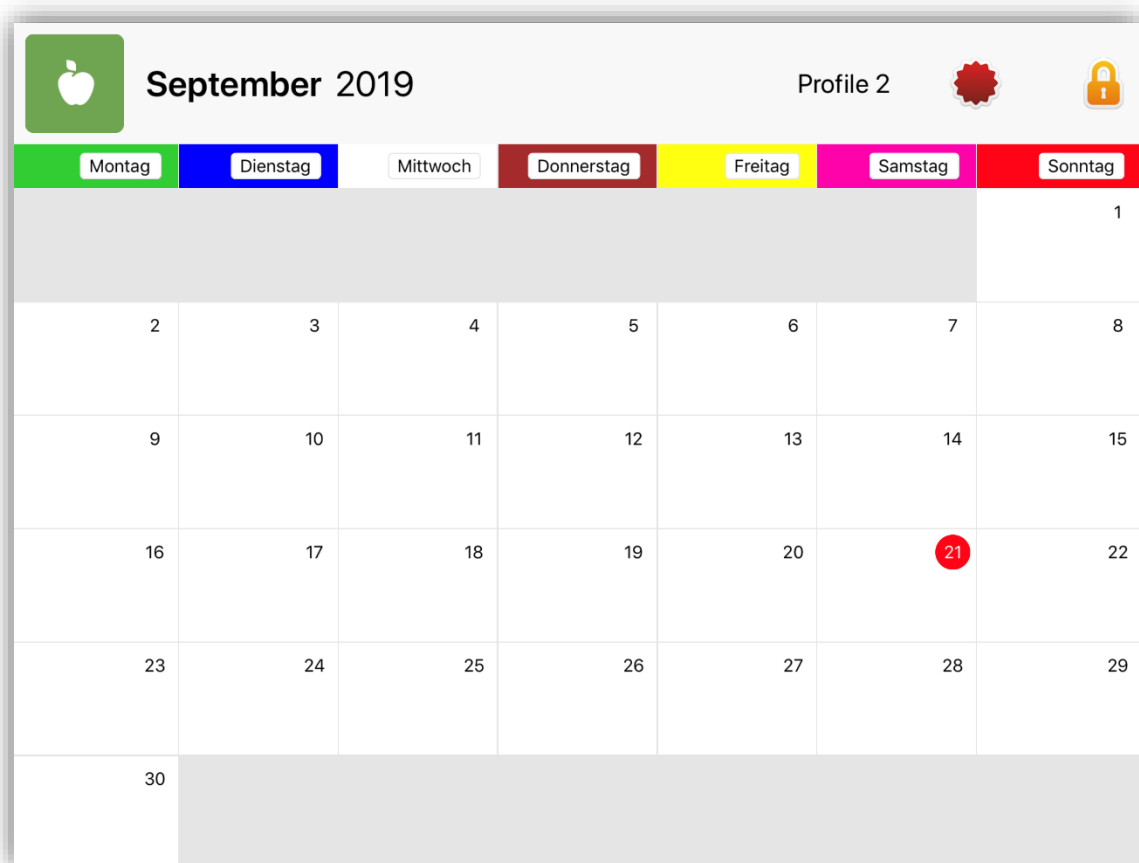 September 2019 Profile 2
Montag Dienstag Mittwoch Donnerstag Freitag Samstag Sonntag
1
2 3 4 5 6 7 8
9 10 11 12 13 14 15
16 17 18 19 20 21 22
23 24 25 26 27 28 29
30